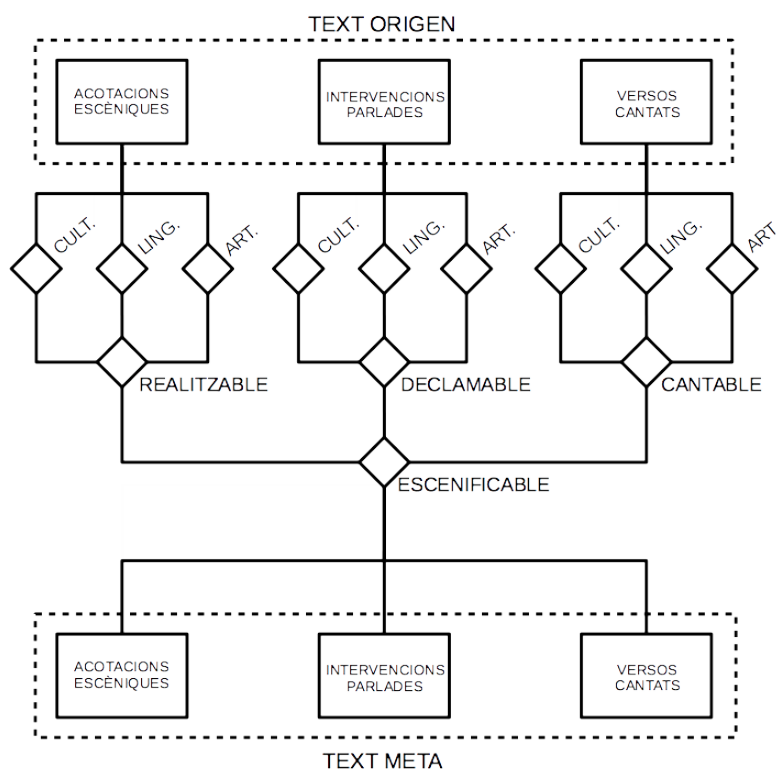 TEXT ORIGEN
ACOTACIONS
ESCÈNIQUES
INTERVENCIONS
PARLADES
VERSOS
CANTATS
CULT.
LING.
ART.
CULT.
LING.
ART.
CULT.
LING.
ART
REALITZABLE
DECLAMABLE
CANTABLE
ESCENIFICABLE
ACOTACIONS
ESCÈNIQUES
INTERVENCIONS
PARLADES
VERSOS
CANTATS
TEXT META